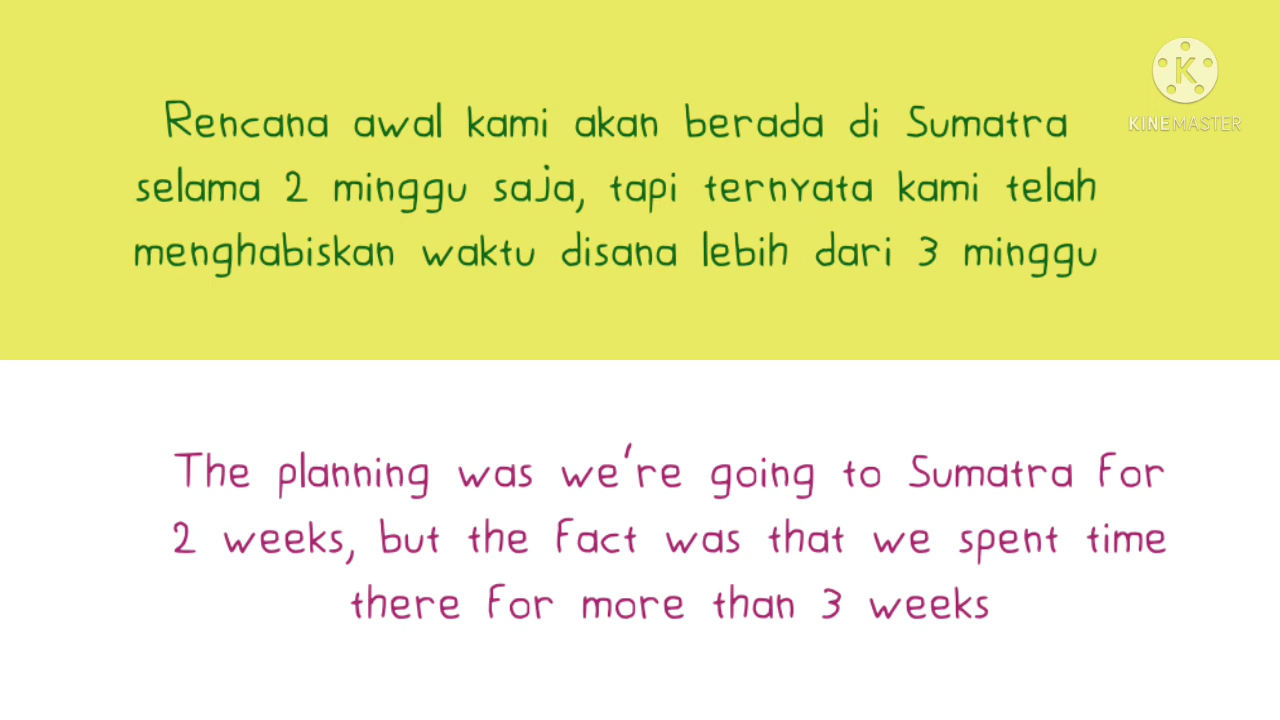 Rencana awal kami akan berada di Sumatra
selama 2 minggu saja, tapi ternyata kami telah
menghabiskan waktu disana lebih dari 3 minggu
K
KINEMASTER
The planning was we're going to Sumatra for
2 weeks, but the fact was that we spent time
there for more than 3 weeks